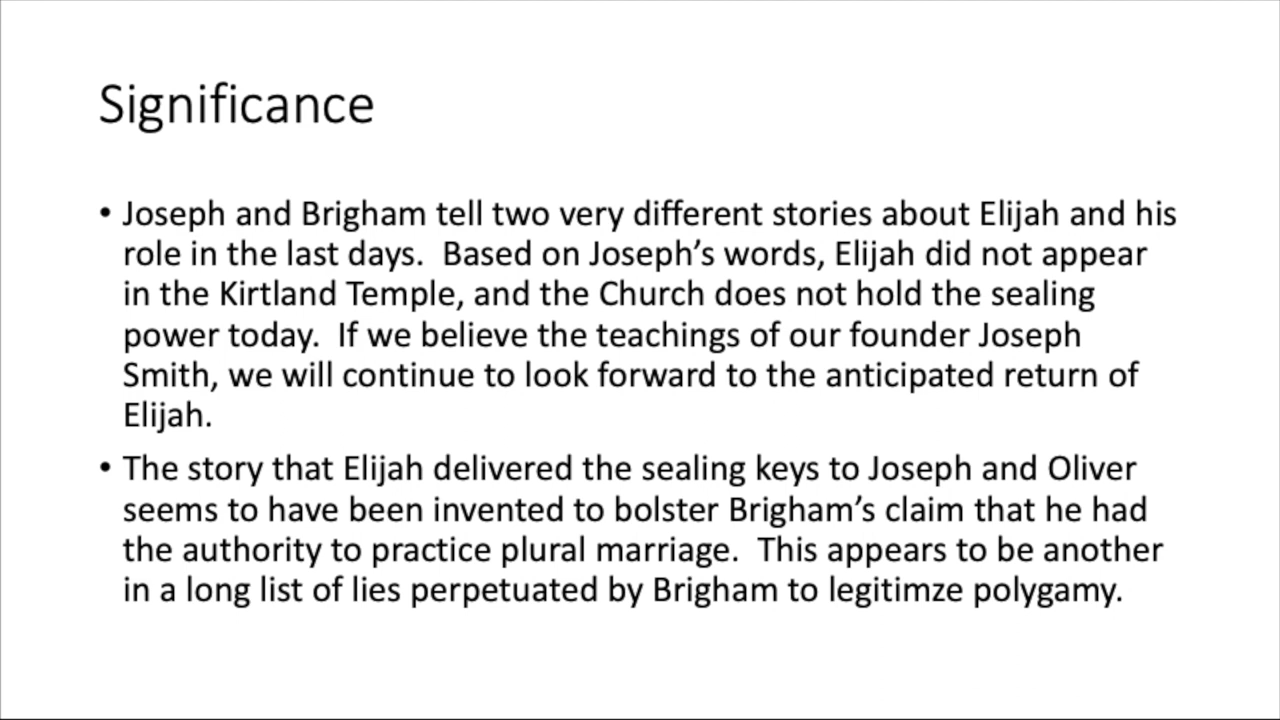 Significance
• Joseph and Brigham tell two very different stories about Elijah and his
role in the last days.  Based on Joseph’s words, Elijah did not appear
in the Kirtland Temple, and the Church does not hold the sealing
power today.  If we believe the teachings of our founder Joseph
Smith, we will continue to look forward to the anticipated return of
Elijah.
• The story that Elijah delivered the sealing keys to Joseph and Oliver
seems to have been invented to bolster Brigham’s claim that he had
the authority to practice plural marriage.  This appears to be another
in a long list of lies perpetuated by Brigham to legitimze polygamy.